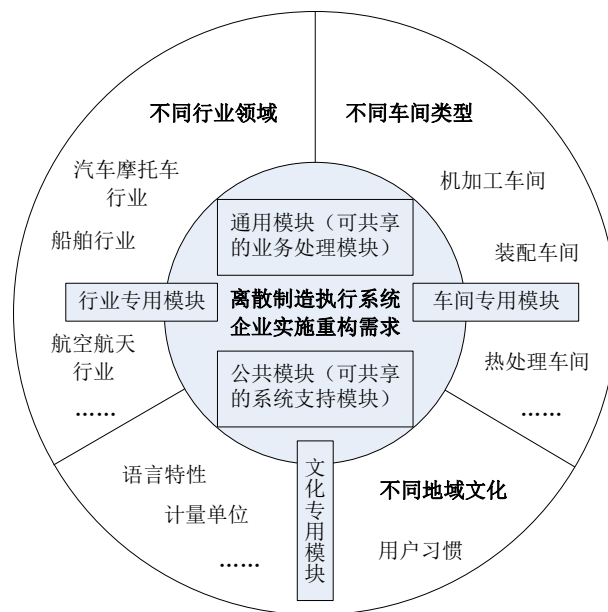 不同行业领域
汽车摩托车
行业
船舶行业
行业专用模块
航空航天
行业
……
不同车间类型
机加工车间
装配车间
车间专用模块
热处理车间
……
通用模块（可共享
的业务处理模块）
离散制造执行系统
企业实施重构需求
公共模块（可共享
的系统支持模块）
语言特性
计量单位
……
文化专用模块
不同地域文化
用户习惯